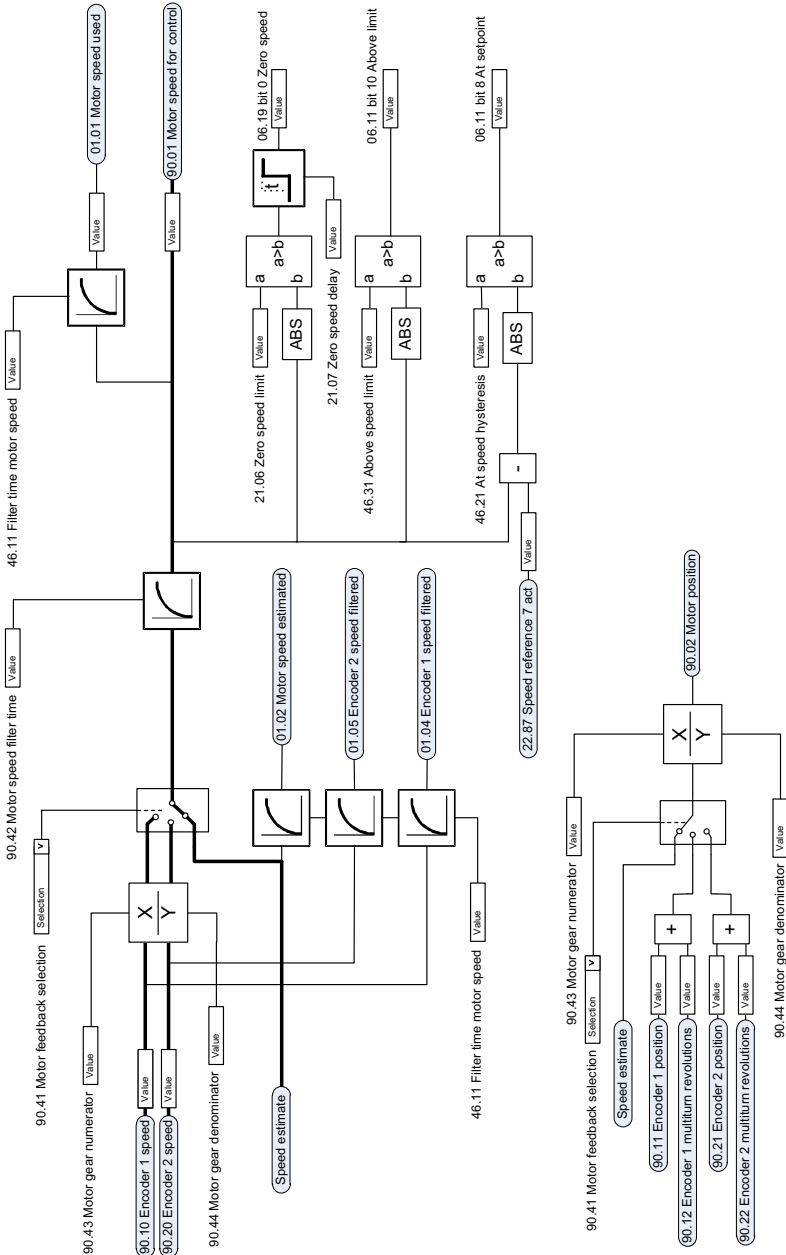 90.43 Motor gear numerator Value
90.10 Encoder 1 speed Value
90.20 Encoder 2 speed Value
90.44 Motor gear denominator Value
X
Y
90.41 Motor feedback selection Selection v
Speed estimate
90.42 Motor speed filter time Value
46.11 Filter time motor speed Value
Value 01.01 Motor speed used
Value 90.01 Motor speed for control
01.02 Motor speed estimated
01.05 Encoder 2 speed filtered
01.04 Encoder 1 speed filtered
46.11 Filter time motor speed Value
21.06 Zero speed limit Value
ABS
a
a>b
b
t
06.19 bit 0 Zero speed
Value
21.07 Zero speed delay Value
46.31 Above speed limit Value
ABS
a
a>b
b
06.11 bit 10 Above limit
Value
46.21 At speed hysteresis Value
ABS
a
a>b
b
06.11 bit 8 At setpoint
Value
-
22.87 Speed reference 7 act Value
90.43 Motor gear numerator Value
90.41 Motor feedback selection Selection v
Speed estimate
90.11 Encoder 1 position Value
90.12 Encoder 1 multiturn revolutions Value
+
90.21 Encoder 2 position Value
90.22 Encoder 2 multiturn revolutions Value
+
X
Y
90.02 Motor position
90.44 Motor gear denominator Value